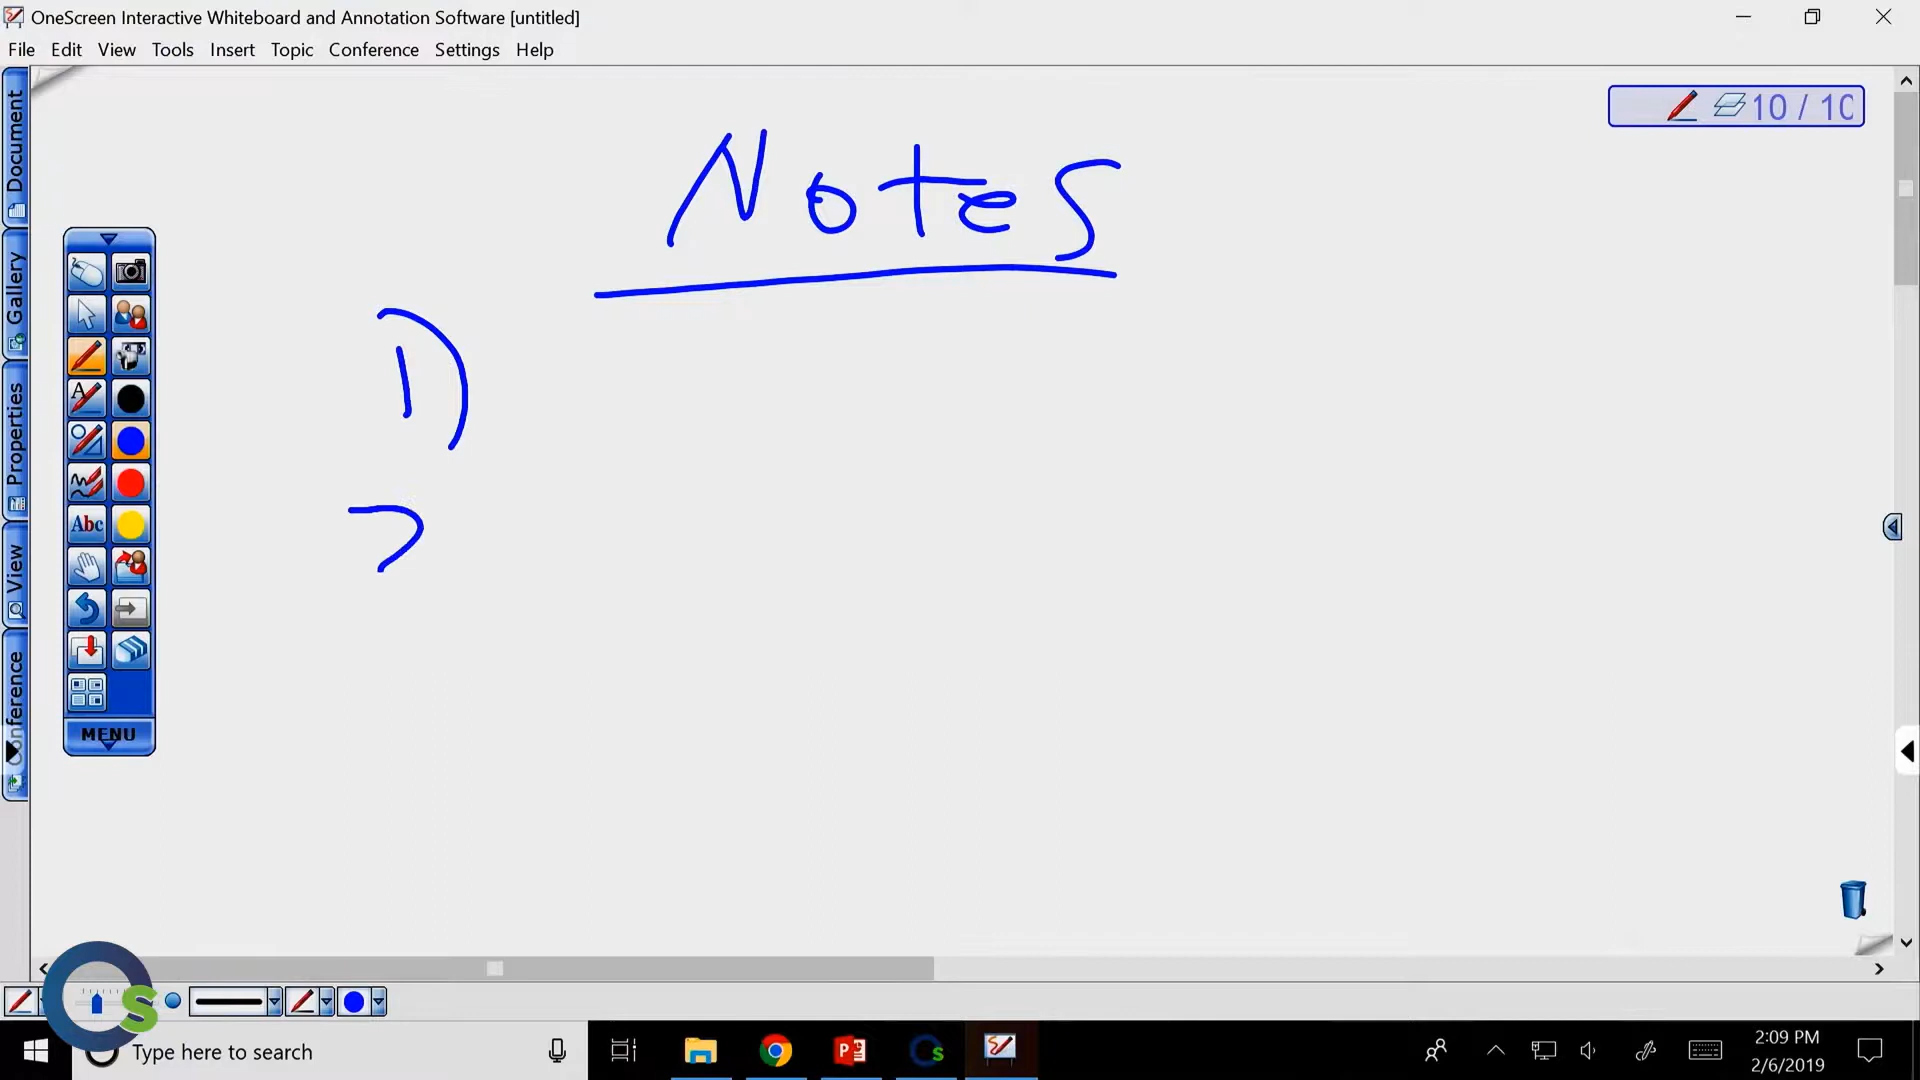 OneScreen Interactive Whiteboard and Annotation Software [untitled]
File Edit View Tools Insert Topic Conference Settings Help
10 / 10
Document
Gallery
Properties
View
Conference
Notes
1)
Abc
MENU
Type here to search
2:09 PM
2/6/2019